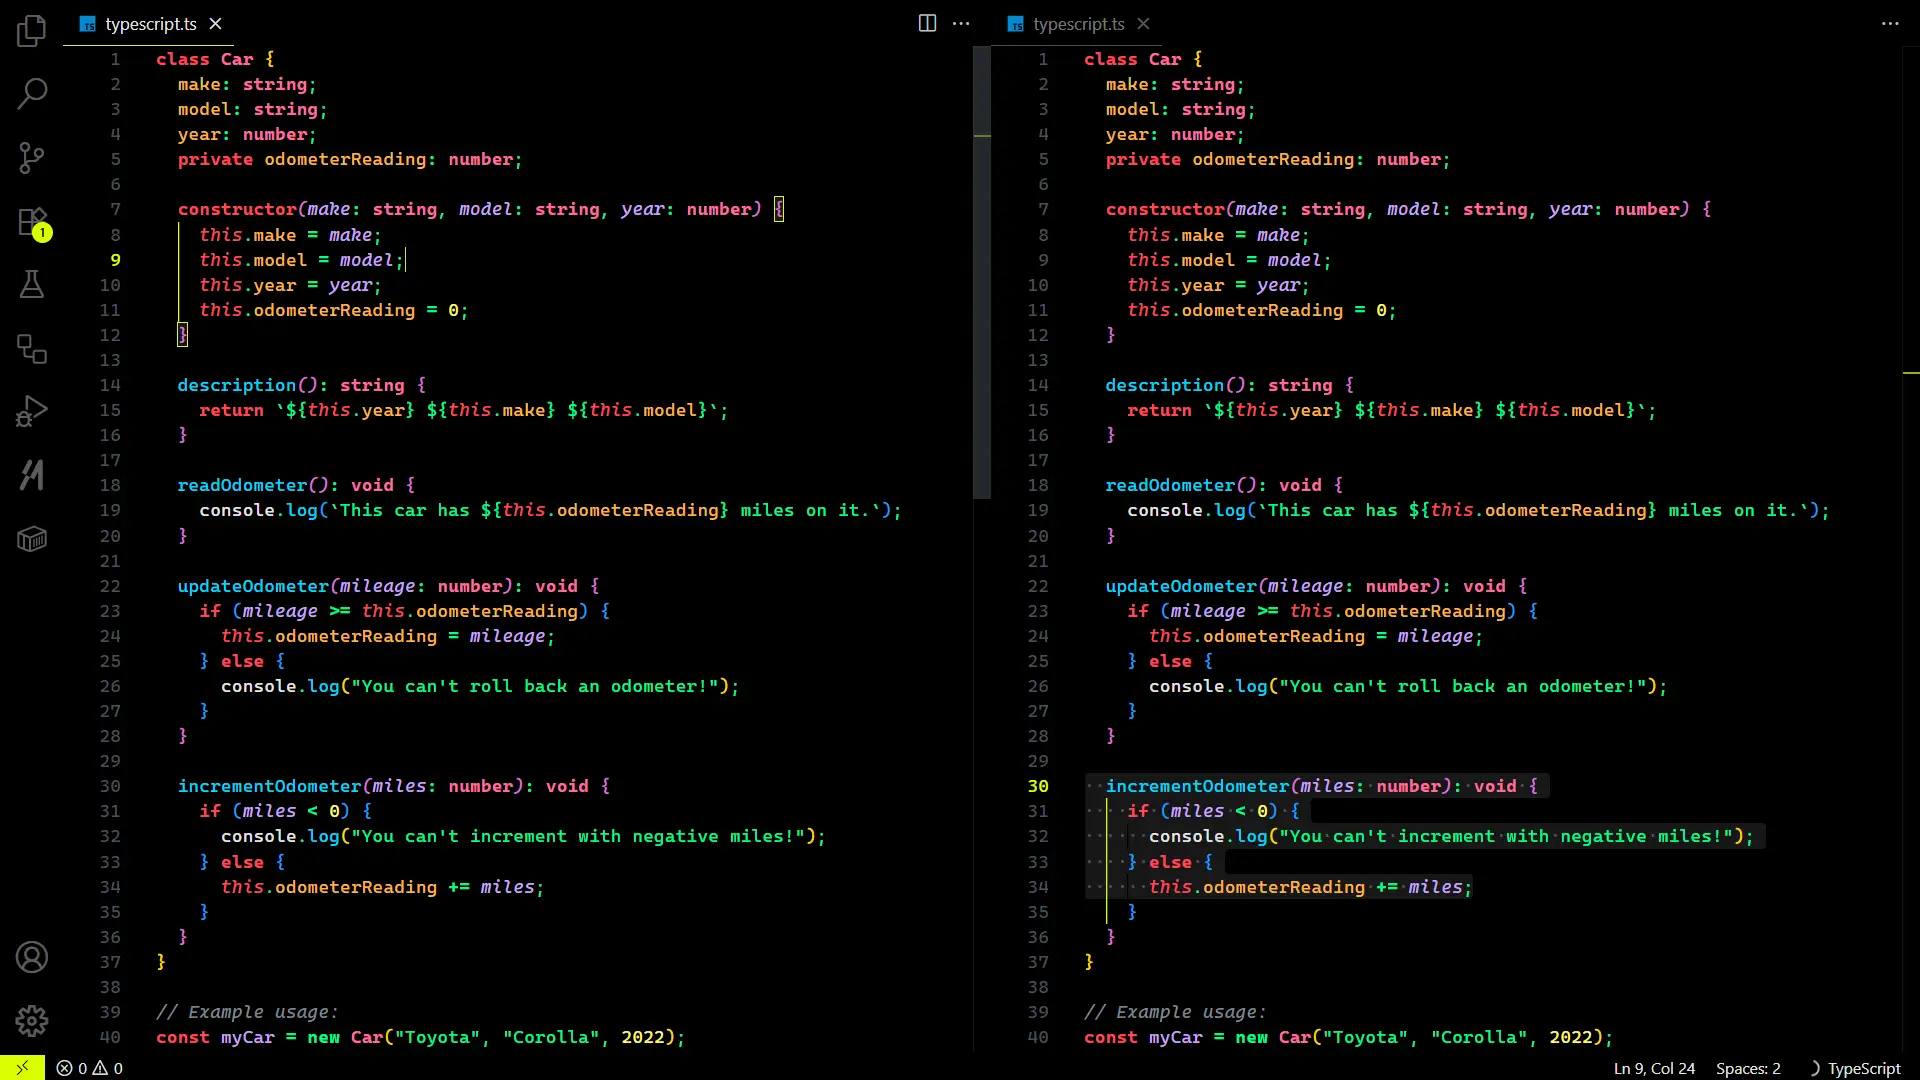 typescript.ts
1 class Car {
2 make: string;
3 model: string;
4 year: number;
5 private odometerReading: number;
6
7 constructor(make: string, model: string, year: number) {
8 this.make = make;
9 this.model = model;
10 this.year = year;
11 this.odometerReading = 0;
12 }
13
14 description(): string {
15 return `${this.year} ${this.make} ${this.model}`;
16 }
17
18 readOdometer(): void {
19 console.log(`This car has ${this.odometerReading} miles on it.`);
20 }
21
22 updateOdometer(mileage: number): void {
23 if (mileage >= this.odometerReading) {
24 this.odometerReading = mileage;
25 } else {
26 console.log("You can't roll back an odometer!");
27 }
28 }
29
30 incrementOdometer(miles: number): void {
31 if (miles < 0) {
32 console.log("You can't increment with negative miles!");
33 } else {
34 this.odometerReading += miles;
35 }
36 }
37 }
38
39 // Example usage:
40 const myCar = new Car("Toyota", "Corolla", 2022);
typescript.ts
1 class Car {
2 make: string;
3 model: string;
4 year: number;
5 private odometerReading: number;
6
7 constructor(make: string, model: string, year: number) {
8 this.make = make;
9 this.model = model;
10 this.year = year;
11 this.odometerReading = 0;
12 }
13
14 description(): string {
15 return `${this.year} ${this.make} ${this.model}`;
16 }
17
18 readOdometer(): void {
19 console.log(`This car has ${this.odometerReading} miles on it.`);
20 }
21
22 updateOdometer(mileage: number): void {
23 if (mileage >= this.odometerReading) {
24 this.odometerReading = mileage;
25 } else {
26 console.log("You can't roll back an odometer!");
27 }
28 }
29
30 incrementOdometer(miles: number): void {
31 if (miles < 0) {
32 console.log("You can't increment with negative miles!");
33 } else {
34 this.odometerReading += miles;
35 }
36 }
37 }
38
39 // Example usage:
40 const myCar = new Car("Toyota", "Corolla", 2022);
1
0 0 Ln 9, Col 24 Spaces: 2 TypeScript